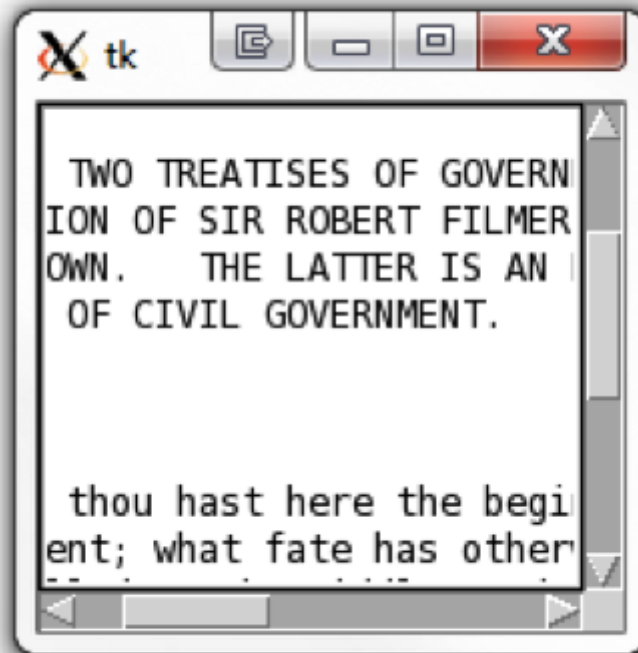 tk
TWO TREATISES OF GOVERN
ION OF SIR ROBERT FILMER
OWN. THE LATTER IS AN
OF CIVIL GOVERNMENT.
thou hast here the begi
ent; what fate has other